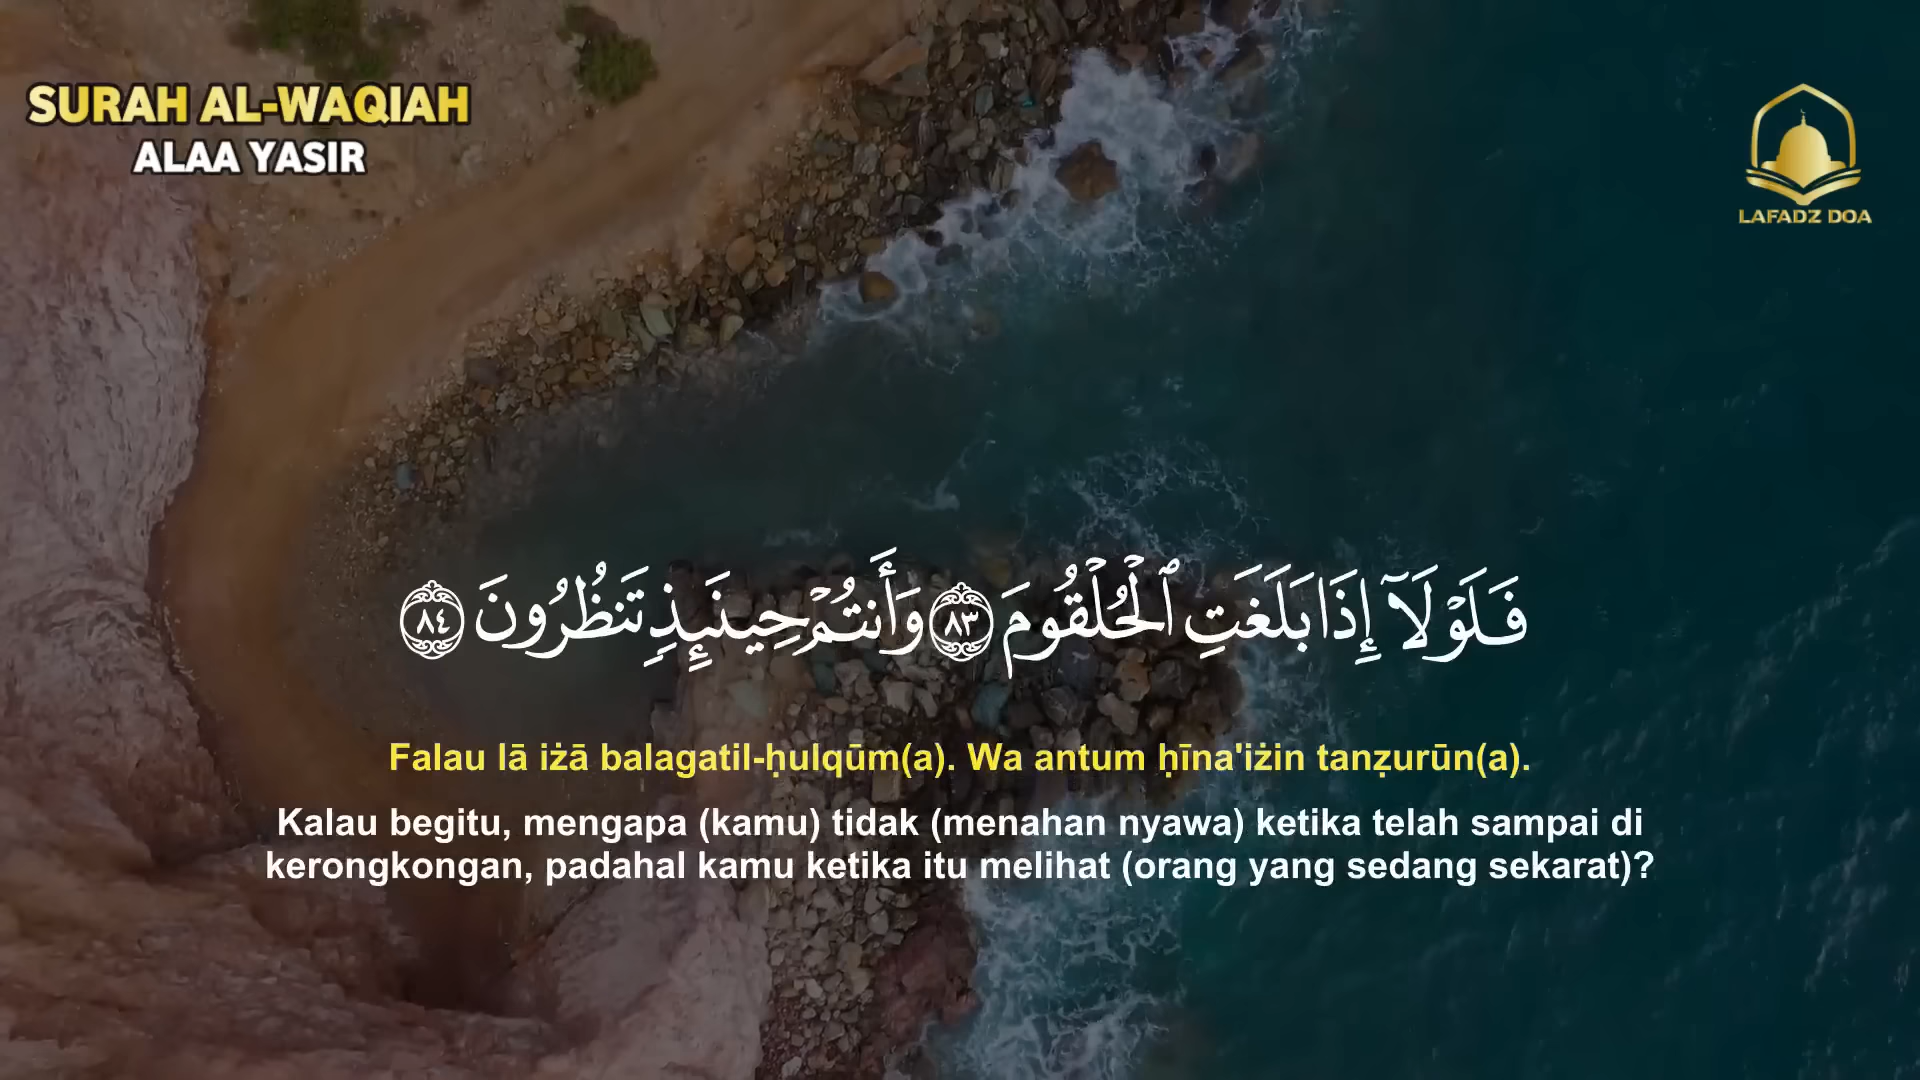 SURAH AL-WAQIAH
ALAA YASIR
LAFADZ DOA
فَلَوْلَآ إِذَا بَلَغَتِ ٱلْحُلْقُومَ ٨٣ وَأَنتُمْ حِينَئِذٍ تَنظُرُونَ ٨٤
Falau lā iżā balagatil-ḥulqūm(a). Wa antum ḥīna'iżin tanẓurūn(a).
Kalau begitu, mengapa (kamu) tidak (menahan nyawa) ketika telah sampai di
kerongkongan, padahal kamu ketika itu melihat (orang yang sedang sekarat)?